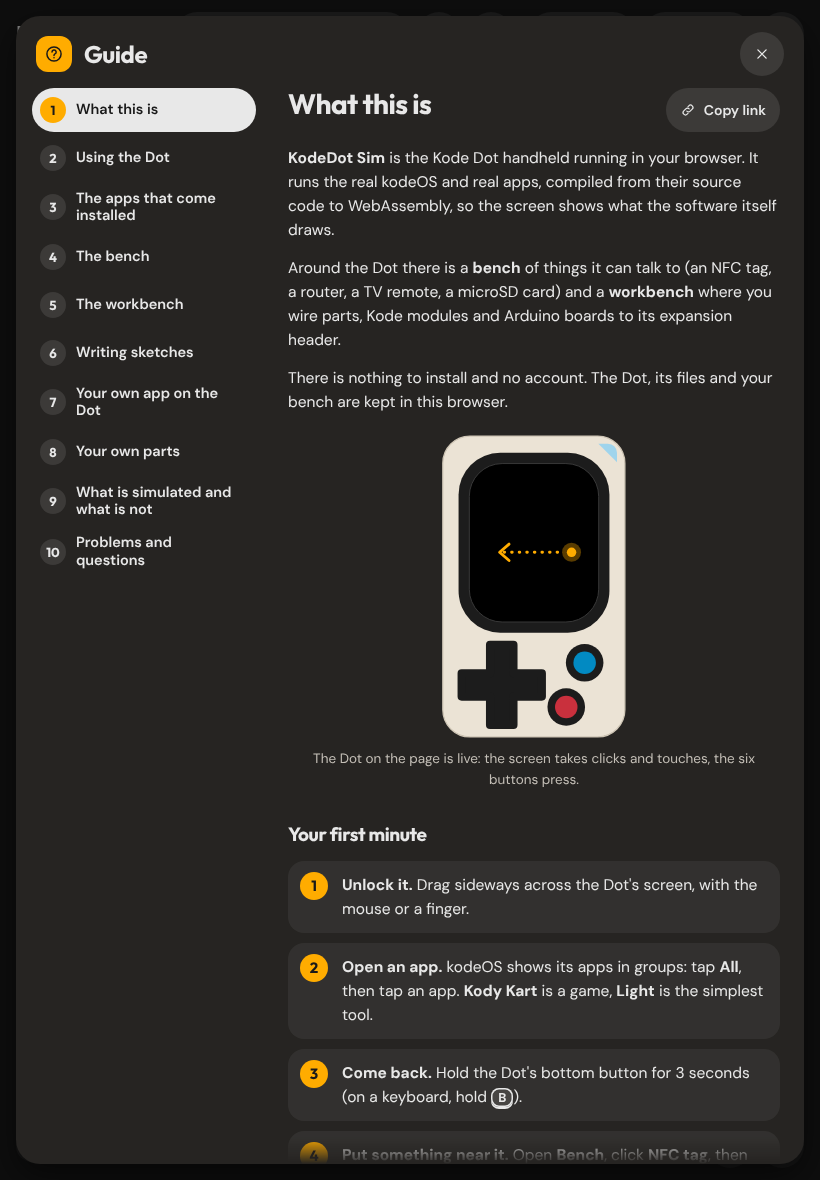 Guide
1 What this is
2 Using the Dot
3 The apps that come
installed
4 The bench
5 The workbench
6 Writing sketches
7 Your own app on the
Dot
8 Your own parts
9 What is simulated and
what is not
10 Problems and
questions
What this is
Copy link
KodeDot Sim is the Kode Dot handheld running in your browser. It
runs the real kodeOS and real apps, compiled from their source
code to WebAssembly, so the screen shows what the software itself
draws.
Around the Dot there is a bench of things it can talk to (an NFC tag,
a router, a TV remote, a microSD card) and a workbench where you
wire parts, Kode modules and Arduino boards to its expansion
header.
There is nothing to install and no account. The Dot, its files and your
bench are kept in this browser.
The Dot on the page is live: the screen takes clicks and touches, the six
buttons press.
Your first minute
1 Unlock it. Drag sideways across the Dot's screen, with the
mouse or a finger.
2 Open an app. kodeOS shows its apps in groups: tap All,
then tap an app. Kody Kart is a game, Light is the simplest
tool.
3 Come back. Hold the Dot's bottom button for 3 seconds
(on a keyboard, hold B).
4 Put something near it. Open Bench, click NFC tag, then